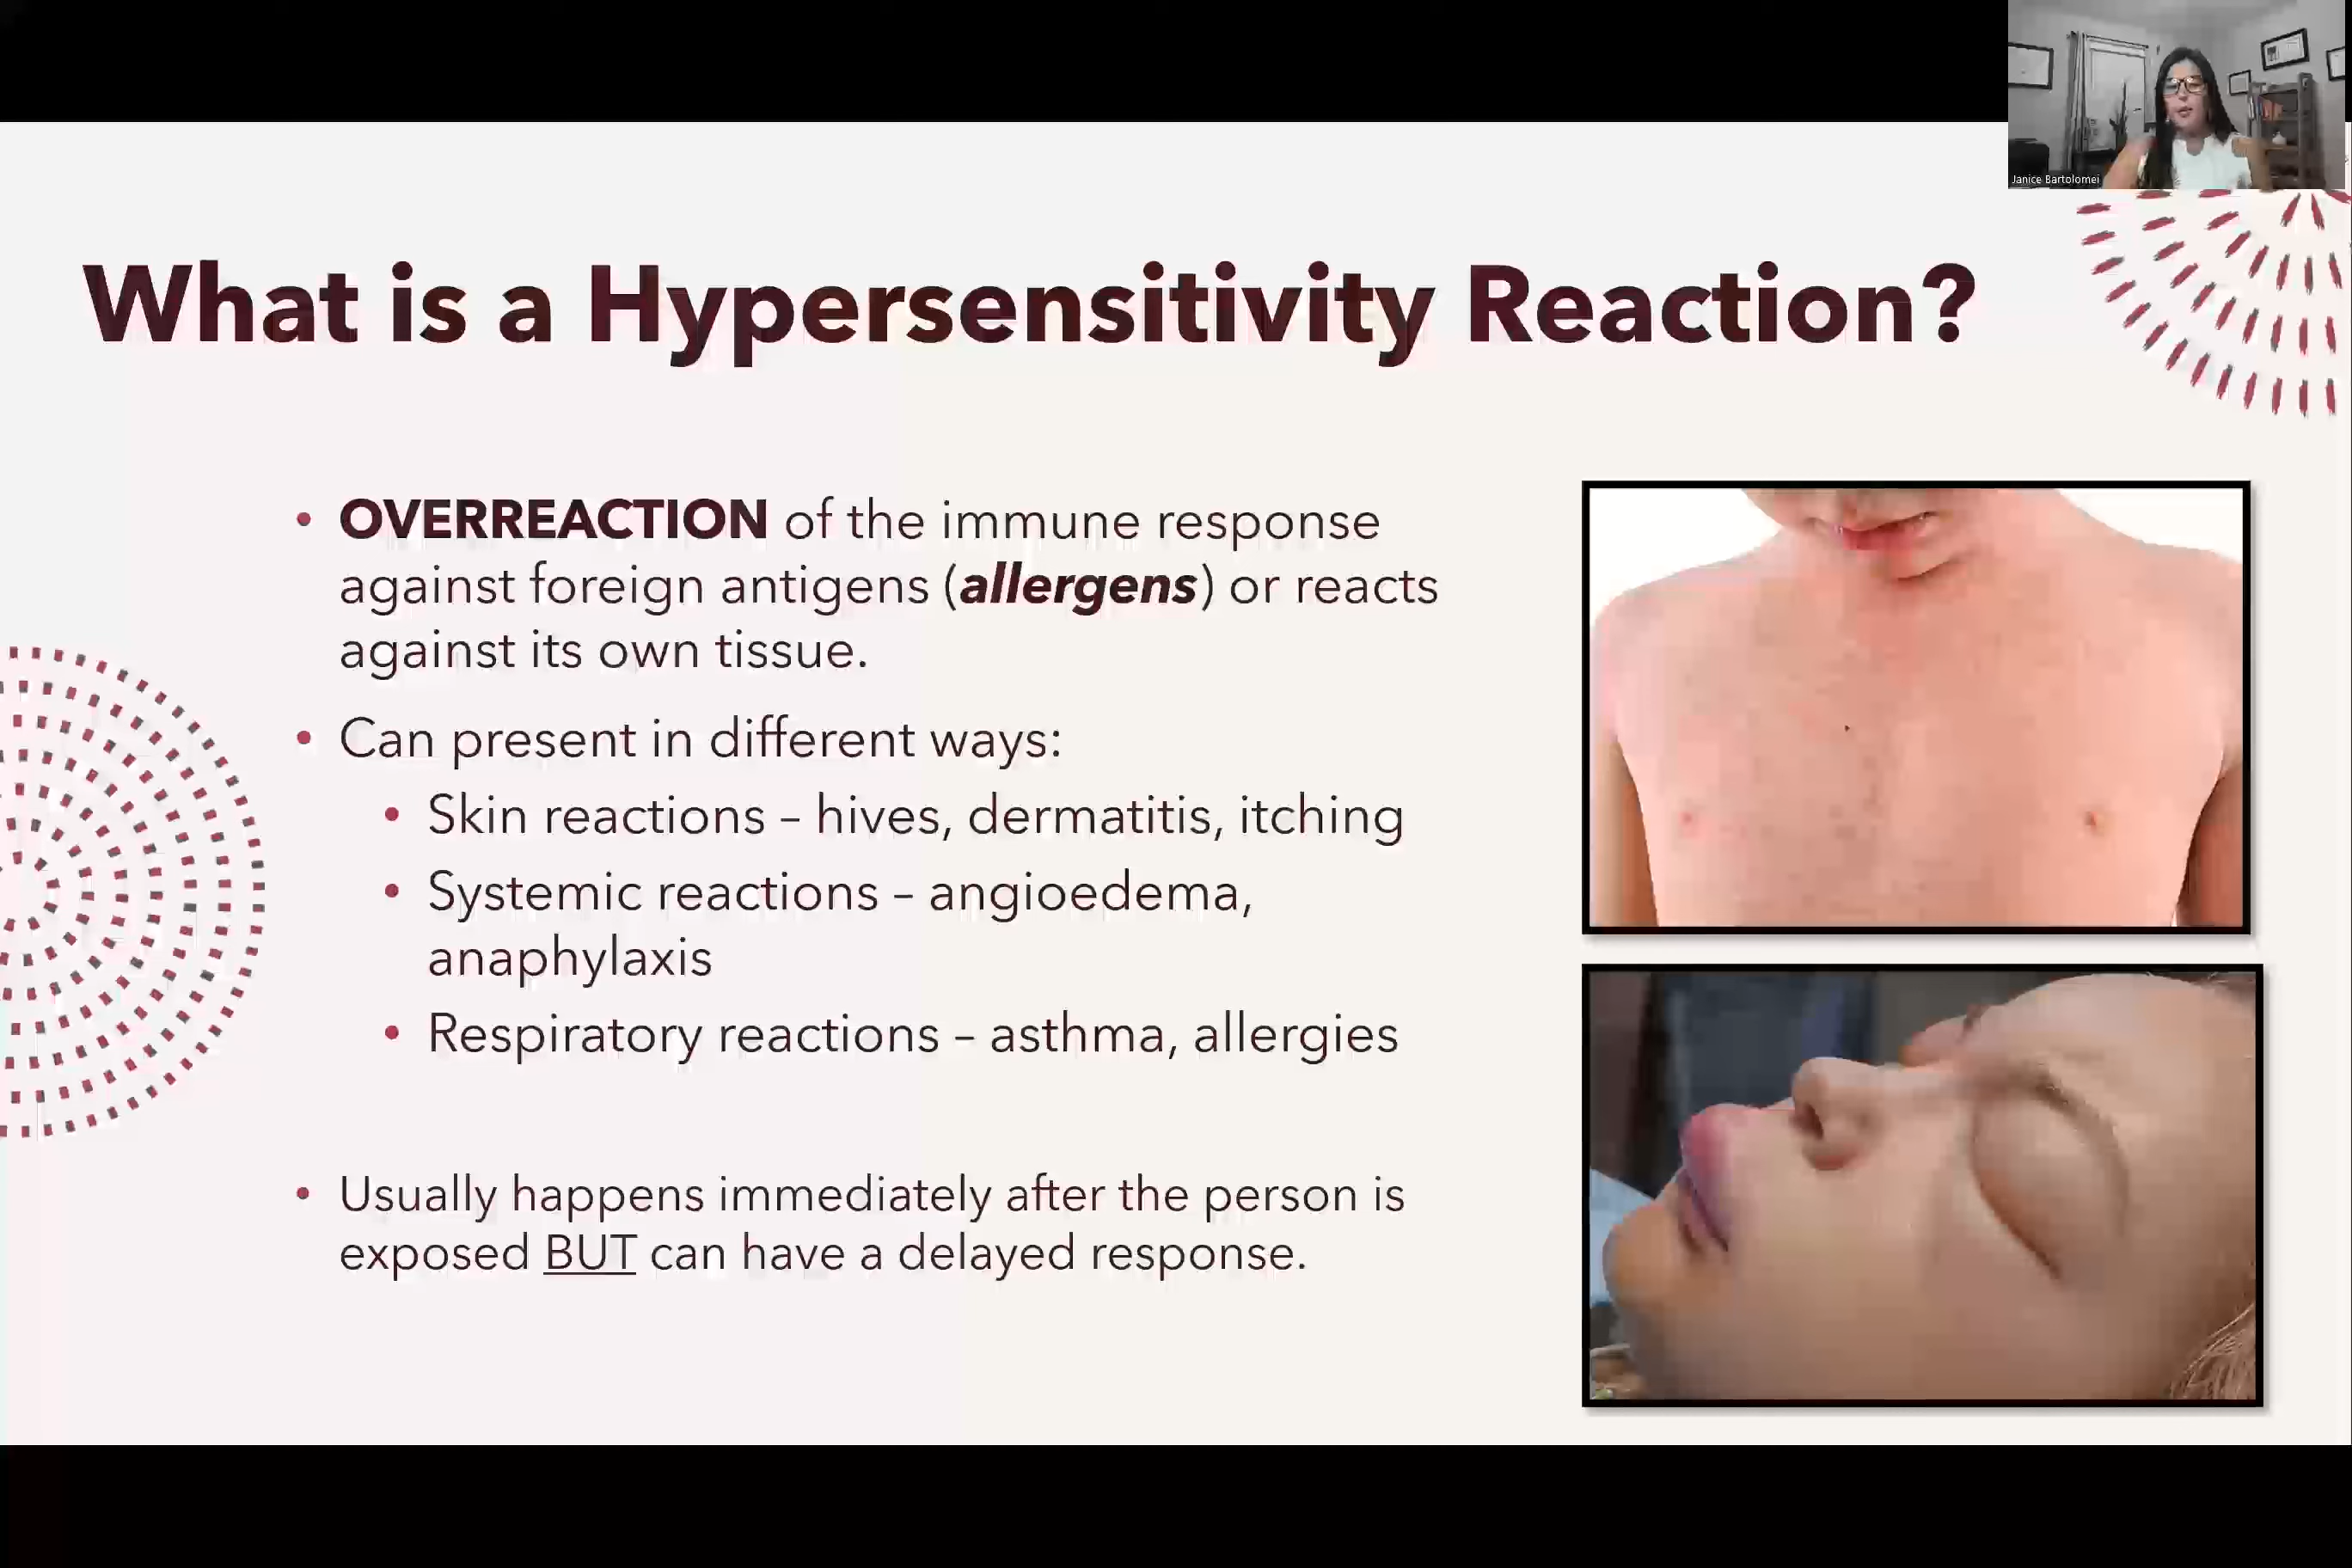 Janice Bartolomei
What is a Hypersensitivity Reaction?
• OVERREACTION of the immune response
against foreign antigens (allergens) or reacts
against its own tissue.
• Can present in different ways:
• Skin reactions – hives, dermatitis, itching
• Systemic reactions – angioedema,
anaphylaxis
• Respiratory reactions – asthma, allergies
• Usually happens immediately after the person is
exposed BUT can have a delayed response.